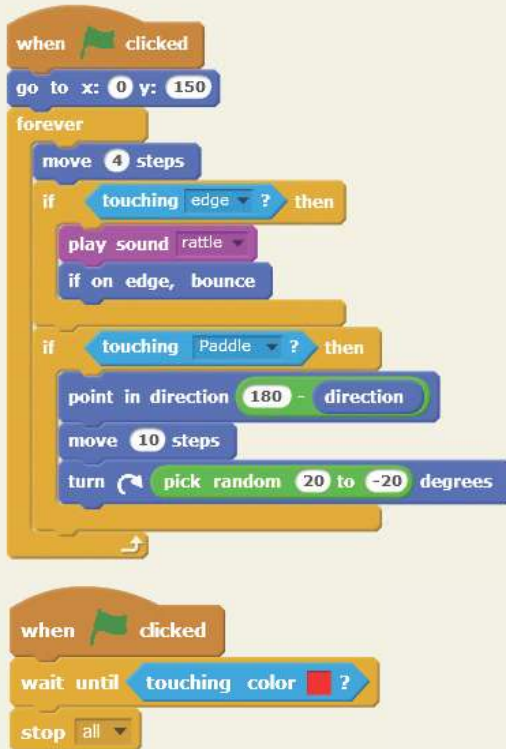 when clicked
go to x: 0 y: 150
forever
move 4 steps
if touching edge ? then
play sound rattle
if on edge, bounce
if touching Paddle ? then
point in direction 180 - direction
move 10 steps
turn pick random 20 to -20 degrees
when clicked
wait until touching color ?
stop all